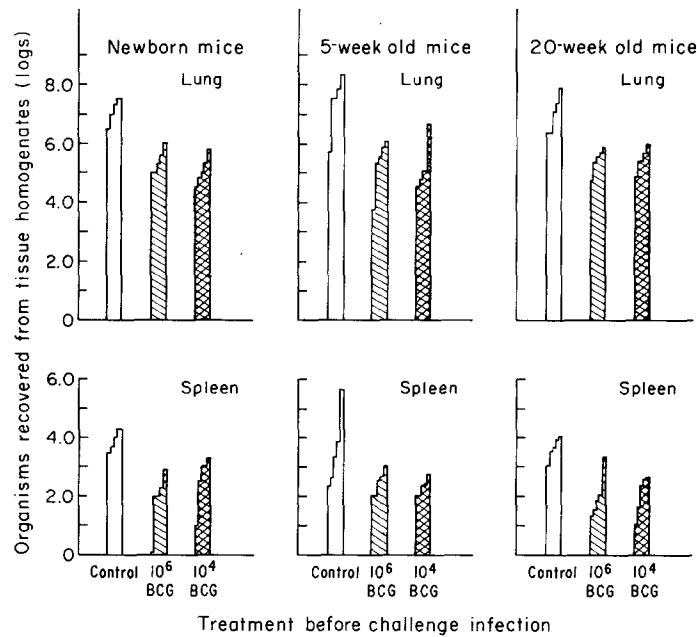 Organisms recovered from tissue homogenates (logs)
Newborn mice
Lung
5-week old mice
Lung
20-week old mice
Lung
8.0
6.0
4.0
2.0
0
Spleen
Spleen
Spleen
6.0
4.0
2.0
0
Control 10⁶ BCG 10⁴ BCG
Control 10⁶ BCG 10⁴ BCG
Control 10⁶ BCG 10⁴ BCG
Treatment before challenge infection